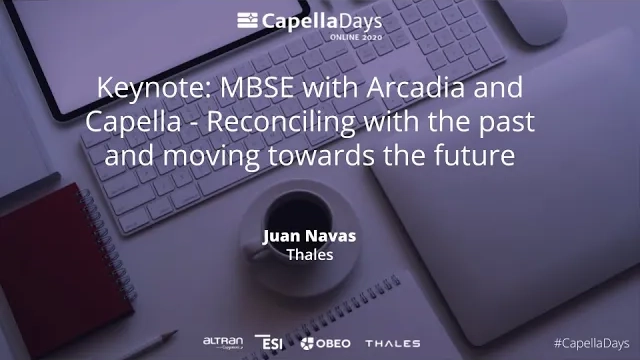 CapellaDays
ONLINE 2020
Keynote: MBSE with Arcadia and
Capella - Reconciling with the past
and moving towards the future
Juan Navas
Thales
ALTRAN ESI OBEO THALES
#CapellaDays